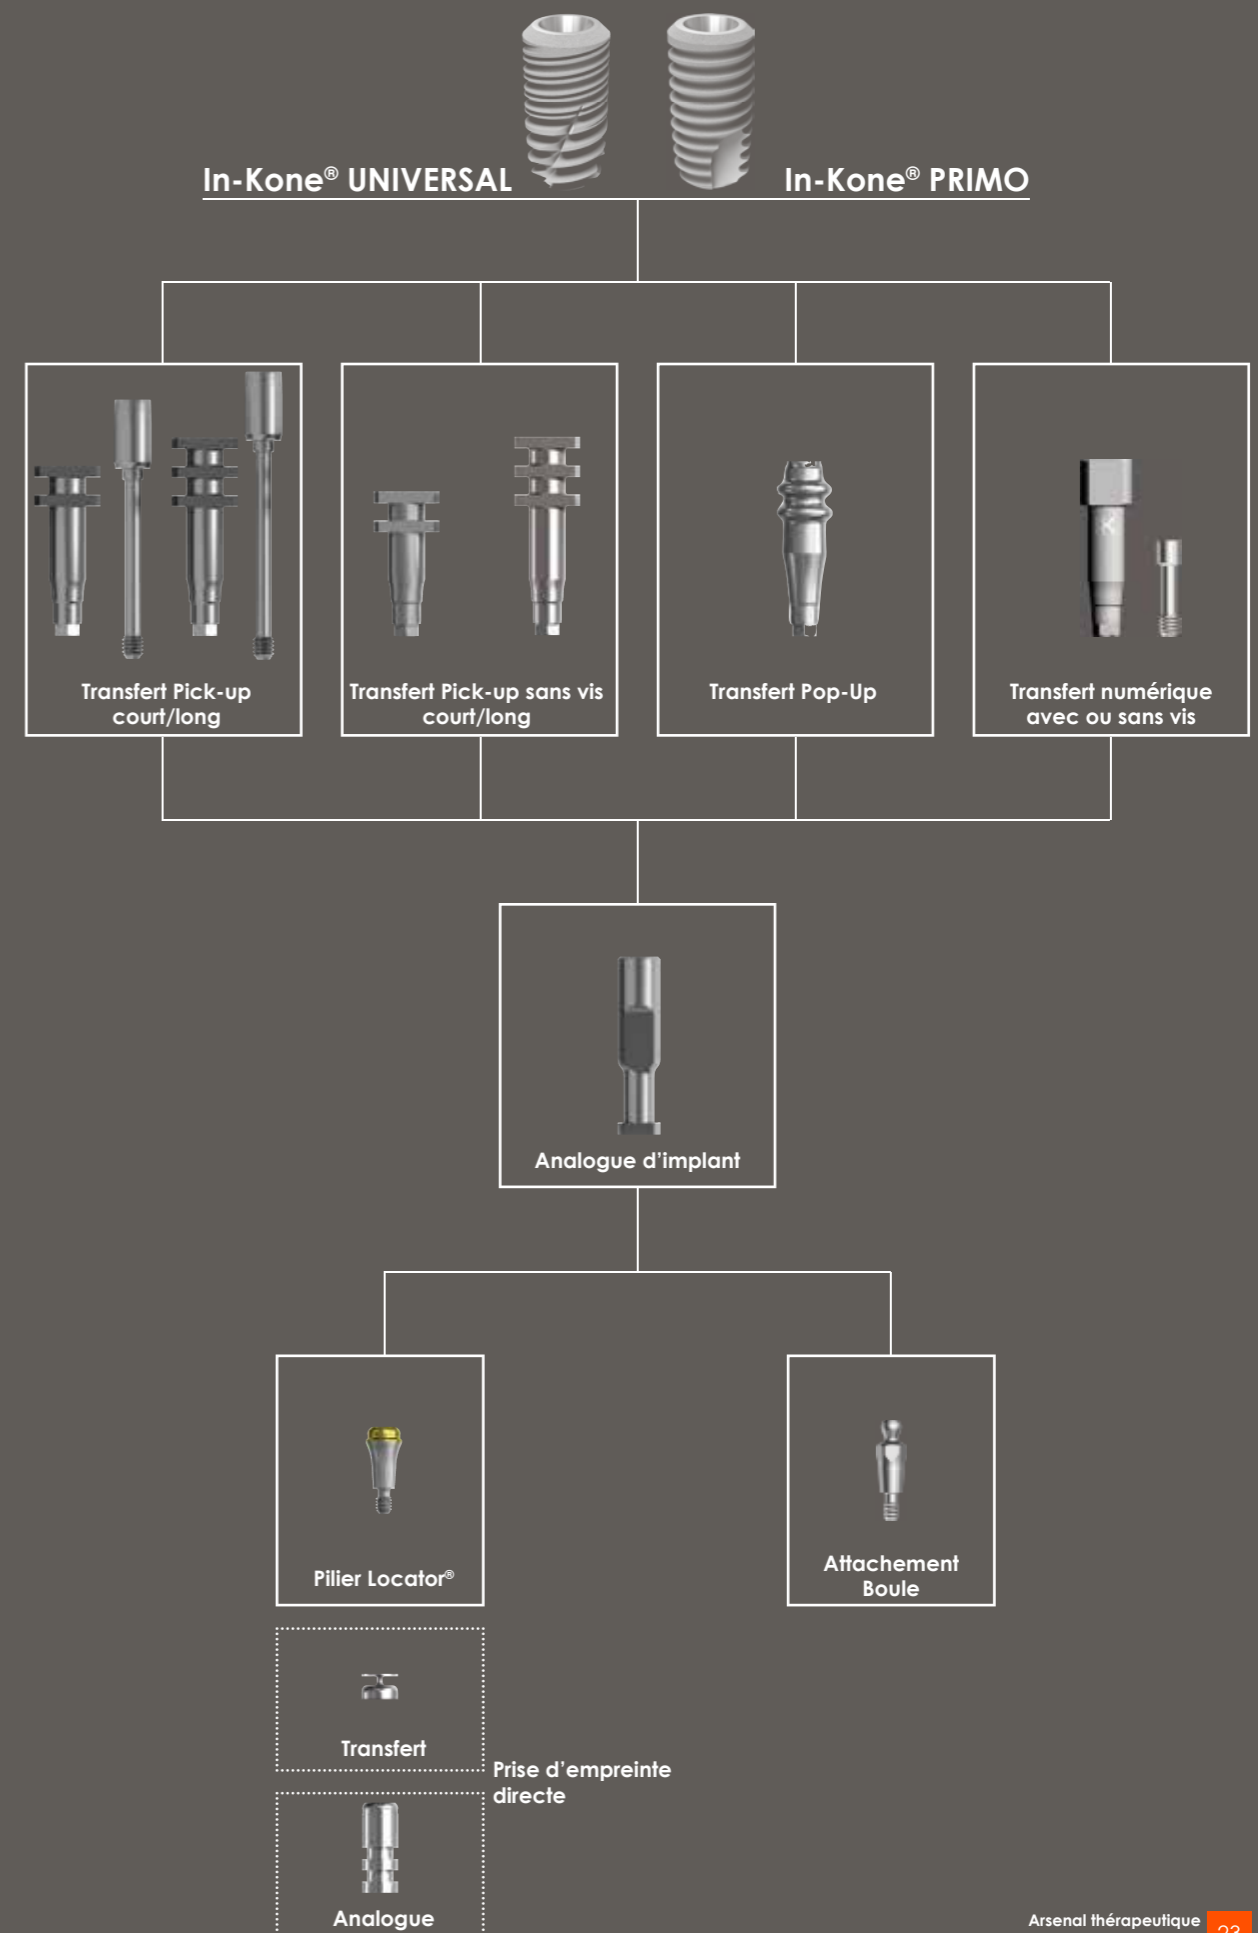 In-Kone® UNIVERSAL
In-Kone® PRIMO
Transfert Pick-up
court/long
Transfert Pick-up sans vis
court/long
Transfert Pop-Up
Transfert numérique
avec ou sans vis
Analogue d’implant
Pilier Locator®
Attachement
Boule
Transfert
Prise d’empreinte
directe
Analogue
Arsenal thérapeutique